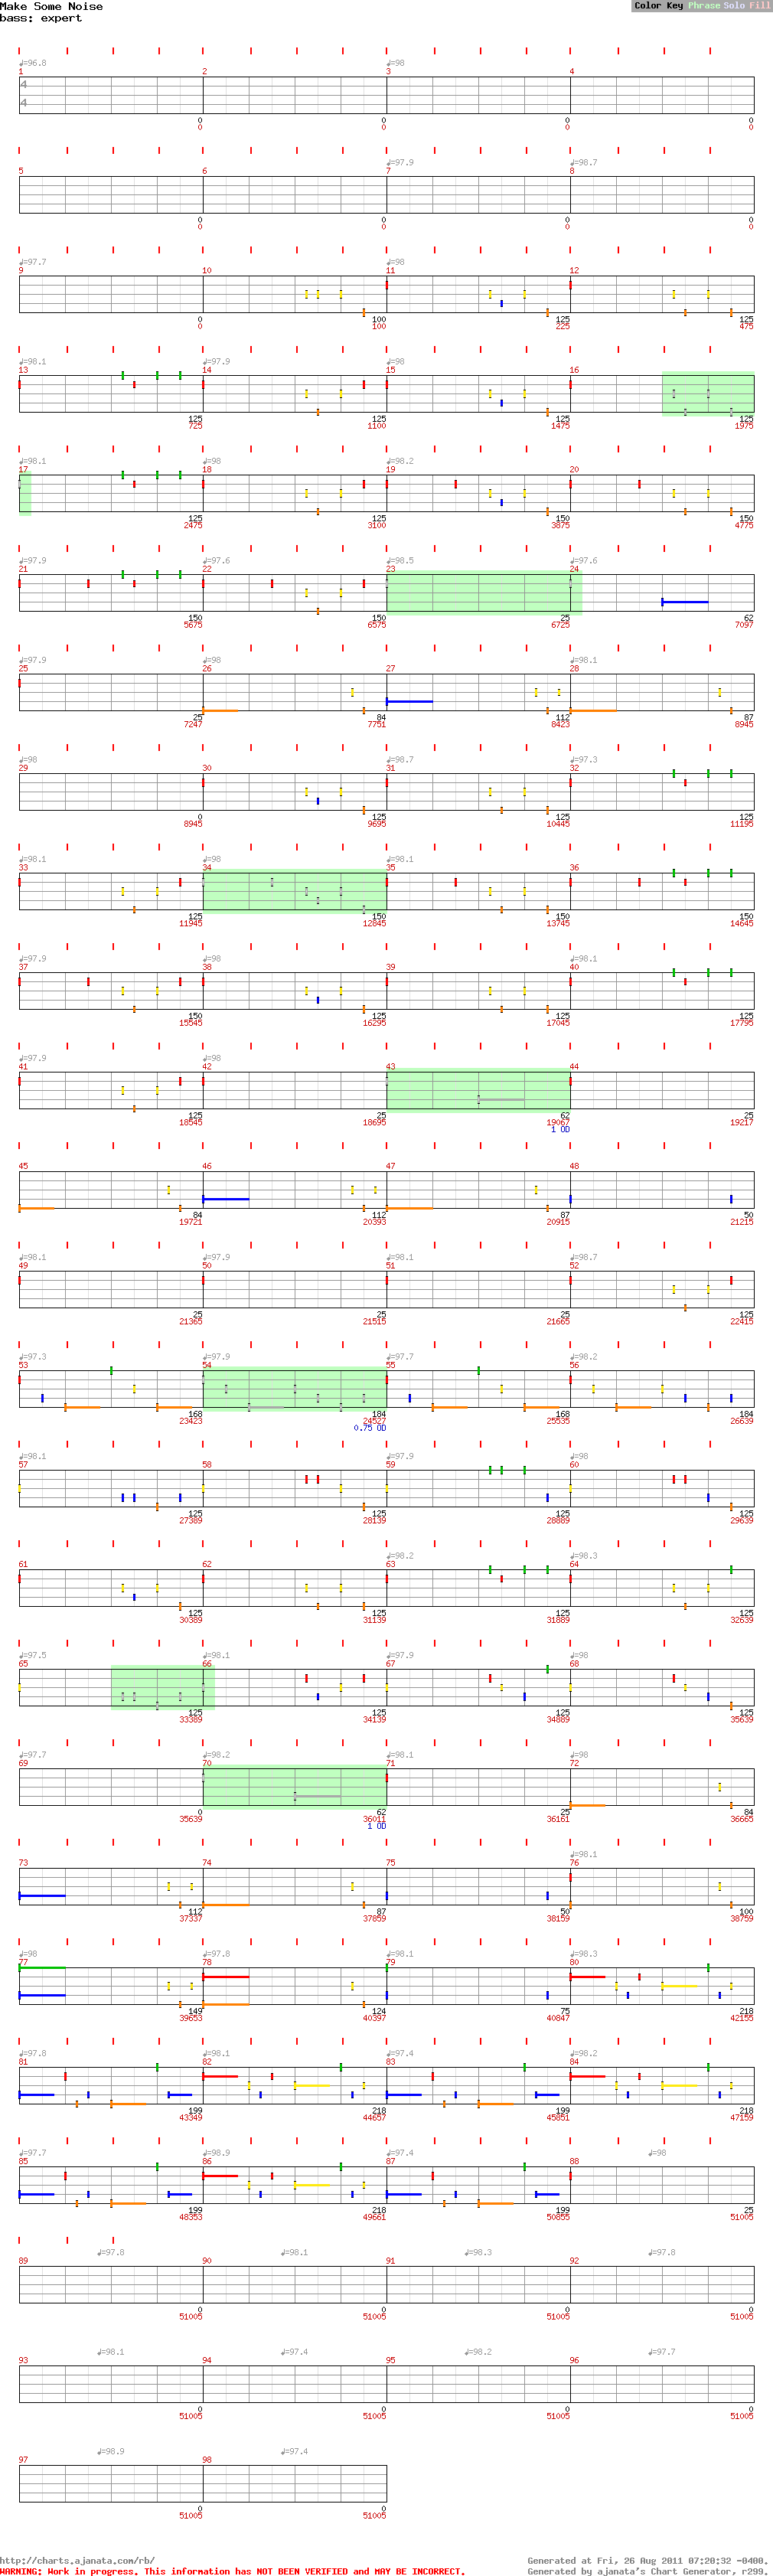 Make Some Noise
bass: expert
Color Key Phrase Solo Fill
♩=96.8 ♩=98
1 2 3 4
4
4
0 0 0 0
0 0 0 0
♩=97.9 ♩=98.7
5 6 7 8
0 0 0 0
0 0 0 0
♩=97.7 ♩=98
9 10 11 12
0 100 125 125
0 100 225 475
♩=98.1 ♩=97.9 ♩=98
13 14 15 16
125 125 125 125
725 1100 1475 1975
♩=98.1 ♩=98 ♩=98.2
17 18 19 20
125 125 150 150
2475 3100 3875 4775
♩=97.9 ♩=97.6 ♩=98.5 ♩=97.6
21 22 23 24
150 150 25 62
5675 6575 6725 7097
♩=97.9 ♩=98 ♩=98.1
25 26 27 28
25 84 112 87
7247 7751 8423 8945
♩=98 ♩=98.7 ♩=97.3
29 30 31 32
0 125 125 125
8945 9695 10445 11195
♩=98.1 ♩=98 ♩=98.1
33 34 35 36
125 150 150 150
11945 12845 13745 14645
♩=97.9 ♩=98 ♩=98.1
37 38 39 40
150 125 125 125
15545 16295 17045 17795
♩=97.9 ♩=98
41 42 43 44
125 25 62 25
18545 18695 19067 19217
1 OD
45 46 47 48
84 112 87 50
19721 20393 20915 21215
♩=98.1 ♩=97.9 ♩=98.1 ♩=98.7
49 50 51 52
25 25 25 125
21365 21515 21665 22415
♩=97.3 ♩=97.9 ♩=97.7 ♩=98.2
53 54 55 56
168 184 168 184
23423 24527 25535 26639
0.75 OD
♩=98.1 ♩=97.9 ♩=98
57 58 59 60
125 125 125 125
27389 28139 28889 29639
♩=98.2 ♩=98.3
61 62 63 64
125 125 125 125
30389 31139 31889 32639
♩=97.5 ♩=98.1 ♩=97.9 ♩=98
65 66 67 68
125 125 125 125
33389 34139 34889 35639
♩=97.7 ♩=98.2 ♩=98.1 ♩=98
69 70 71 72
0 62 25 84
35639 36011 36161 36665
1 OD
♩=98.1
73 74 75 76
112 87 50 100
37337 37859 38159 38759
♩=98 ♩=97.8 ♩=98.1 ♩=98.3
77 78 79 80
149 124 75 218
39653 40397 40847 42155
♩=97.8 ♩=98.1 ♩=97.4 ♩=98.2
81 82 83 84
199 218 199 218
43349 44657 45851 47159
♩=97.7 ♩=98.9 ♩=97.4 ♩=98
85 86 87 88
199 218 199 25
48353 49661 50855 51005
♩=97.8 ♩=98.1 ♩=98.3 ♩=97.8
89 90 91 92
0 0 0 0
51005 51005 51005 51005
♩=98.1 ♩=97.4 ♩=98.2 ♩=97.7
93 94 95 96
0 0 0 0
51005 51005 51005 51005
♩=98.9 ♩=97.4
97 98
0 0
51005 51005
http://charts.ajanata.com/rb/
Generated at Fri, 26 Aug 2011 07:20:32 -0400.
WARNING: Work in progress. This information has NOT BEEN VERIFIED and MAY BE INCORRECT.
Generated by ajanata's Chart Generator, r299.